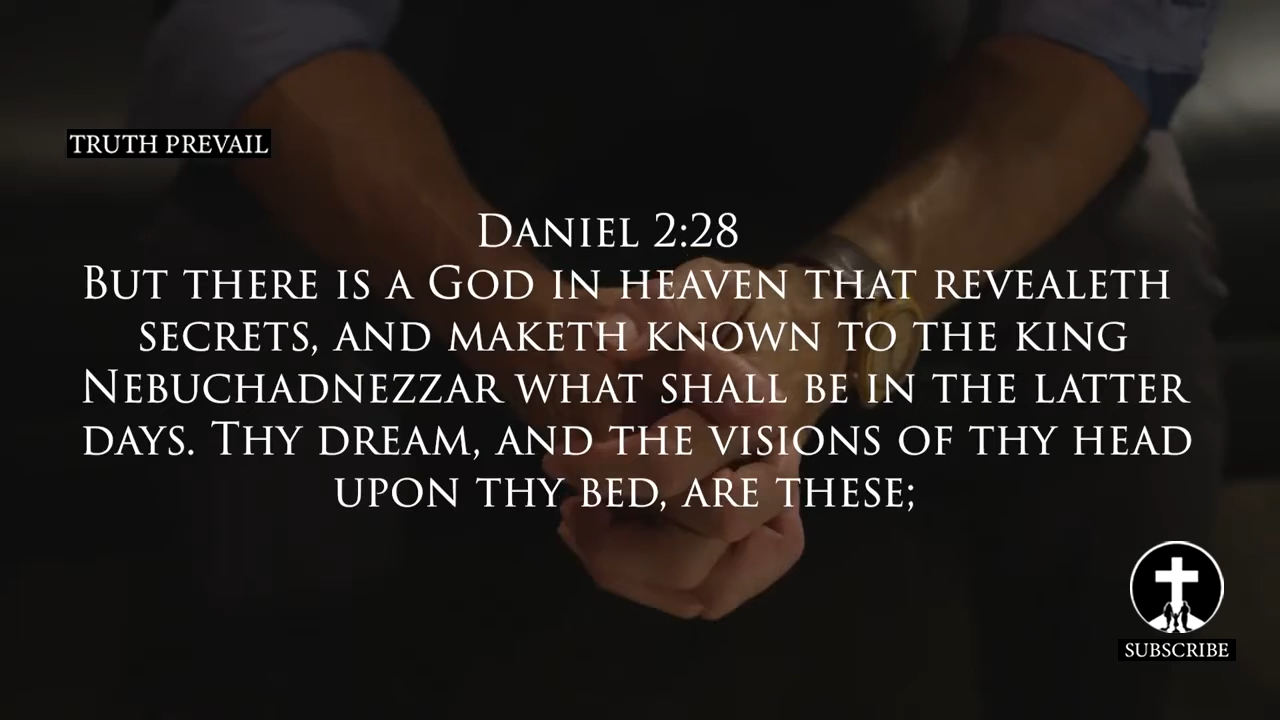 TRUTH PREVAIL
Daniel 2:28
But there is a God in heaven that revealeth
secrets, and maketh known to the king
Nebuchadnezzar what shall be in the latter
days. Thy dream, and the visions of thy head
upon thy bed, are these;
SUBSCRIBE